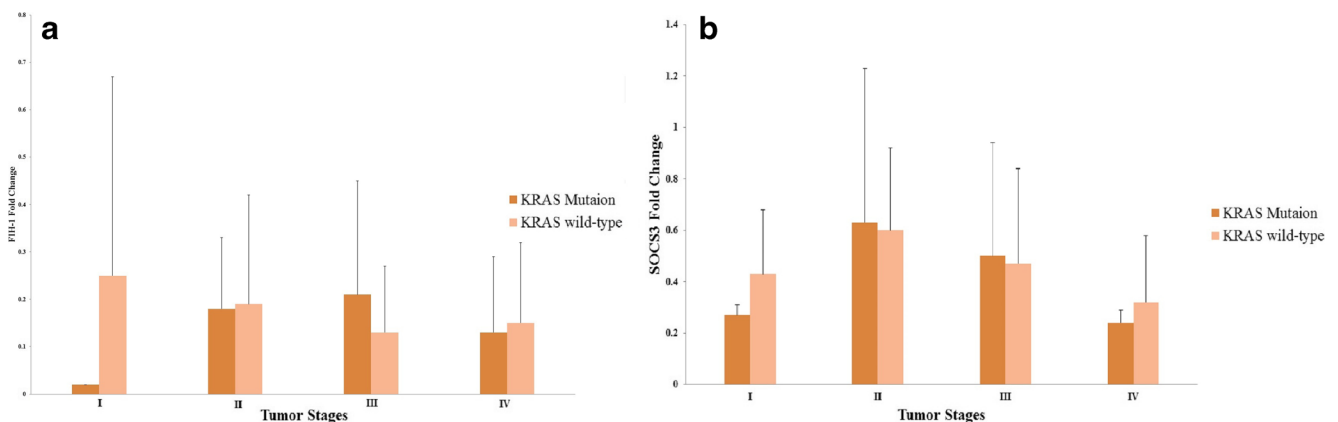 a
FIH-1 Fold Change
0.8
0.7
0.6
0.5
0.4
0.3
0.2
0.1
0
I II III IV
Tumor Stages
KRAS Mutaion
KRAS wild-type
b
SOCS3 Fold Change
1.4
1.2
1
0.8
0.6
0.4
0.2
0
I II III IV
Tumor Stages
KRAS Mutaion
KRAS wild-type